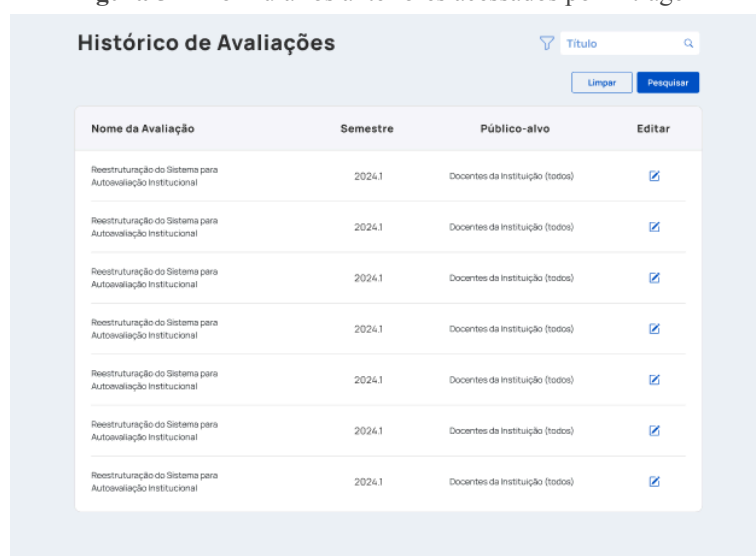 Histórico de Avaliações
Título
Limpar Pesquisar
Nome da Avaliação Semestre Público-alvo Editar
Reestruturação do Sistema para
Autoavaliação Institucional
2024.1 Docentes da Instituição (todos)
Reestruturação do Sistema para
Autoavaliação Institucional
2024.1 Docentes da Instituição (todos)
Reestruturação do Sistema para
Autoavaliação Institucional
2024.1 Docentes da Instituição (todos)
Reestruturação do Sistema para
Autoavaliação Institucional
2024.1 Docentes da Instituição (todos)
Reestruturação do Sistema para
Autoavaliação Institucional
2024.1 Docentes da Instituição (todos)
Reestruturação do Sistema para
Autoavaliação Institucional
2024.1 Docentes da Instituição (todos)
Reestruturação do Sistema para
Autoavaliação Institucional
2024.1 Docentes da Instituição (todos)